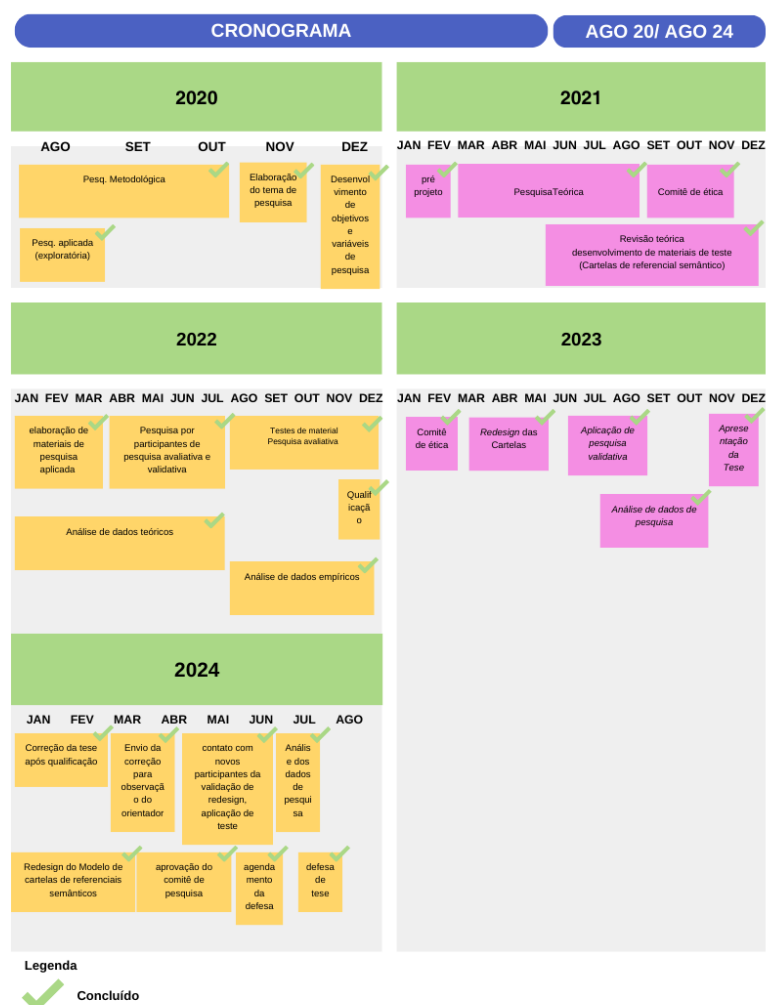 CRONOGRAMA
AGO 20/ AGO 24
2020
AGO SET OUT NOV DEZ
Pesq. Metodológica
Elaboração
do tema de
pesquisa
Desenvol
vimento
de
objetivos
e
variáveis
de
pesquisa
Pesq. aplicada
(exploratória)
2021
JAN FEV MAR ABR MAI JUN JUL AGO SET OUT NOV DEZ
pré
projeto
PesquisaTeórica
Comitê de ética
Revisão teórica
desenvolvimento de materiais de teste
(Cartelas de referencial semântico)
2022
JAN FEV MAR ABR MAI JUN JUL AGO SET OUT NOV DEZ
elaboração de
materiais de
pesquisa
aplicada
Pesquisa por
participantes de
pesquisa avaliativa e
validativa
Testes de material
Pesquisa avaliativa
Qualif
icaçã
o
Análise de dados teóricos
Análise de dados empíricos
2023
JAN FEV MAR ABR MAI JUN JUL AGO SET OUT NOV DEZ
Comitê
de ética
Redesign das
Cartelas
Aplicação de
pesquisa
validativa
Aprese
ntação
da
Tese
Análise de dados de
pesquisa
2024
JAN FEV MAR ABR MAI JUN JUL AGO
Correção da tese
após qualificação
Envio da
correção
para
observaçã
o do
orientador
contato com
novos
participantes da
validação de
redesign,
aplicação de
teste
Anális
e dos
dados
de
pesqui
sa
Redesign do Modelo de
cartelas de referenciais
semânticos
aprovação do
comitê de
pesquisa
agenda
mento
da
defesa
defesa
de
tese
Legenda
Concluído